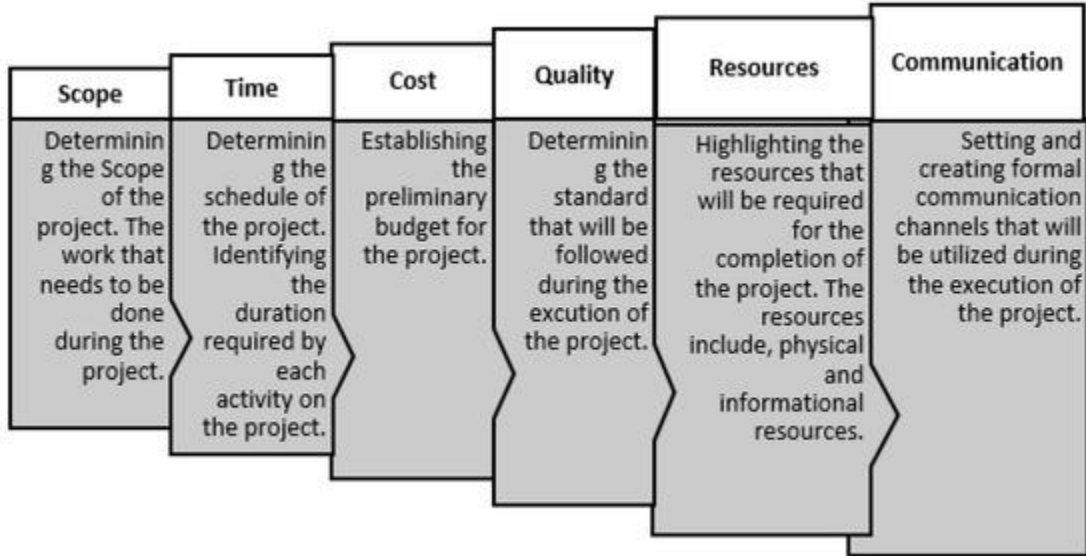 Scope
Determinin
g the Scope
of the
project. The
work that
needs to be
done
during the
project.
Time
Determinin
g the
schedule of
the project.
Identifying
the
duration
required by
each
activity on
the project.
Cost
Establishing
the
preliminary
budget for
the project.
Quality
Determinin
g the
standard
that will be
followed
during the
excution of
the project.
Resources
Highlighting the
resources that
will be required
for the
completion of
the project. The
resources
include, physical
and
informational
resources.
Communication
Setting and
creating formal
communication
channels that will
be utilized during
the execution of
the project.